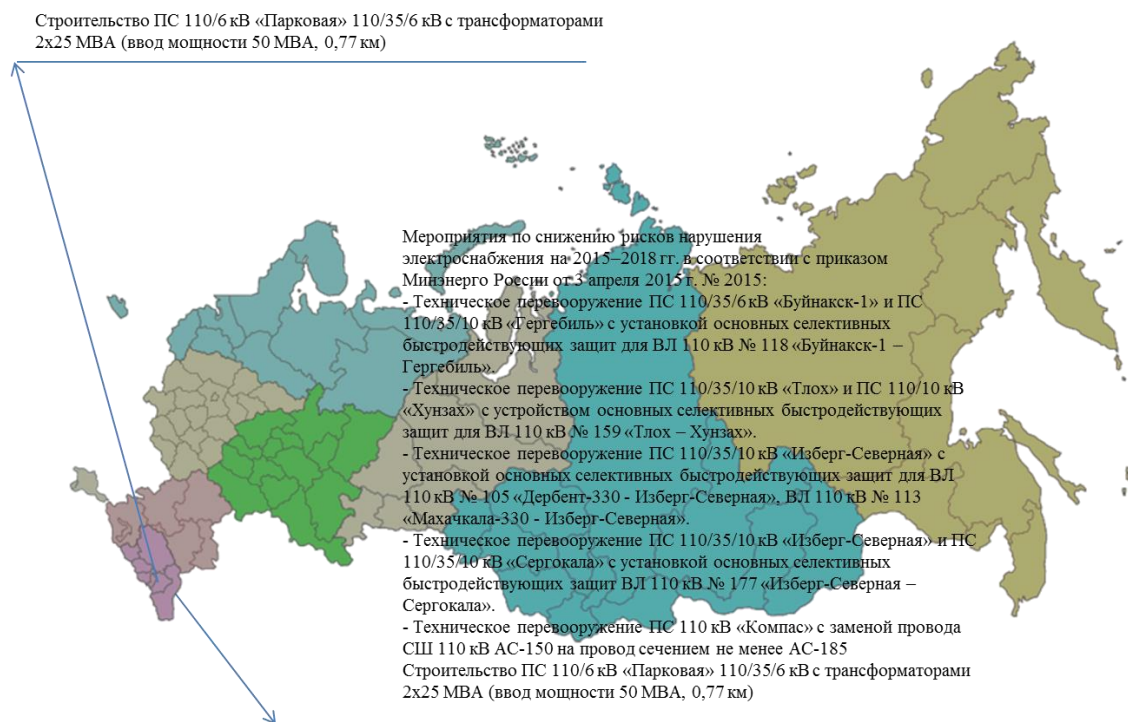 Строительство ПС 110/6 кВ «Парковая» 110/35/6 кВ с трансформаторами
2х25 МВА (ввод мощности 50 МВА, 0,77 км)
Мероприятия по снижению рисков нарушения
электроснабжения на 2015–2018 гг. в соответствии с приказом
Минэнерго России от 3 апреля 2015 г. № 2015:
- Техническое перевооружение ПС 110/35/6 кВ «Буйнакск-1» и ПС
110/35/10 кВ «Гергебиль» с установкой основных селективных
быстродействующих защит для ВЛ 110 кВ № 118 «Буйнакск-1 –
Гергебиль».
- Техническое перевооружение ПС 110/35/10 кВ «Тлох» и ПС 110/10 кВ
«Хунзах» с устройством основных селективных быстродействующих
защит для ВЛ 110 кВ № 159 «Тлох – Хунзах».
- Техническое перевооружение ПС 110/35/10 кВ «Изберг-Северная» с
установкой основных селективных быстродействующих защит для ВЛ
110 кВ № 105 «Дербент-330 - Изберг-Северная», ВЛ 110 кВ № 113
«Махачкала-330 - Изберг-Северная».
- Техническое перевооружение ПС 110/35/10 кВ «Изберг-Северная» и ПС
110/35/10 кВ «Сергокала» с установкой основных селективных
быстродействующих защит ВЛ 110 кВ № 177 «Изберг-Северная –
Сергокала».
- Техническое перевооружение ПС 110 кВ «Компас» с заменой провода
СШ 110 кВ АС-150 на провод сечением не менее АС-185
Строительство ПС 110/6 кВ «Парковая» 110/35/6 кВ с трансформаторами
2х25 МВА (ввод мощности 50 МВА, 0,77 км)